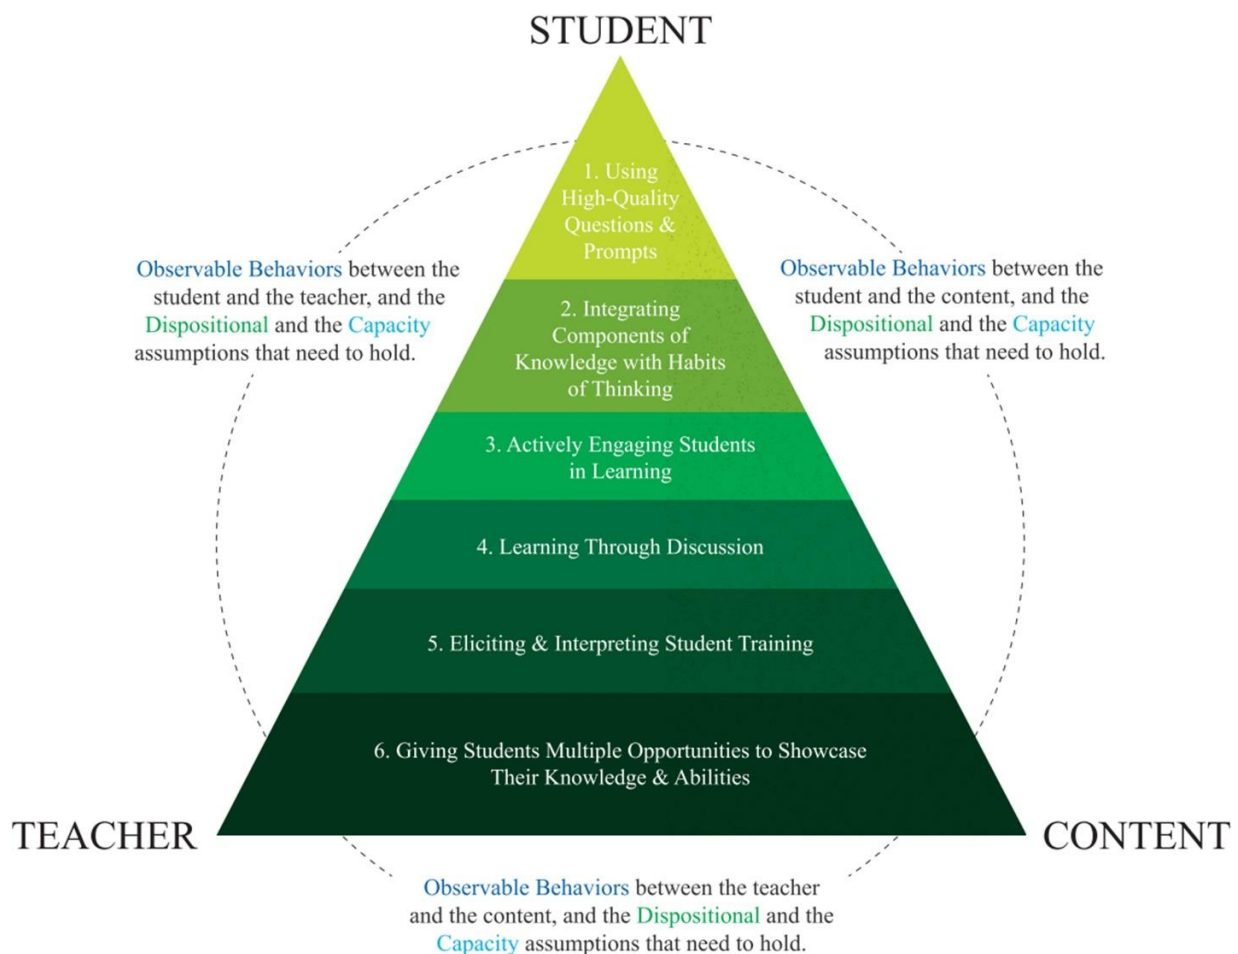 STUDENT
1. Using
High-Quality
Questions &
Prompts
Observable Behaviors between the
student and the teacher, and the
Dispositional and the Capacity
assumptions that need to hold.
Observable Behaviors between the
student and the content, and the
Dispositional and the Capacity
assumptions that need to hold.
2. Integrating
Components of
Knowledge with Habits
of Thinking
3. Actively Engaging Students
in Learning
4. Learning Through Discussion
5. Eliciting & Interpreting Student Training
6. Giving Students Multiple Opportunities to Showcase
Their Knowledge & Abilities
TEACHER
CONTENT
Observable Behaviors between the teacher
and the content, and the Dispositional and the
Capacity assumptions that need to hold.